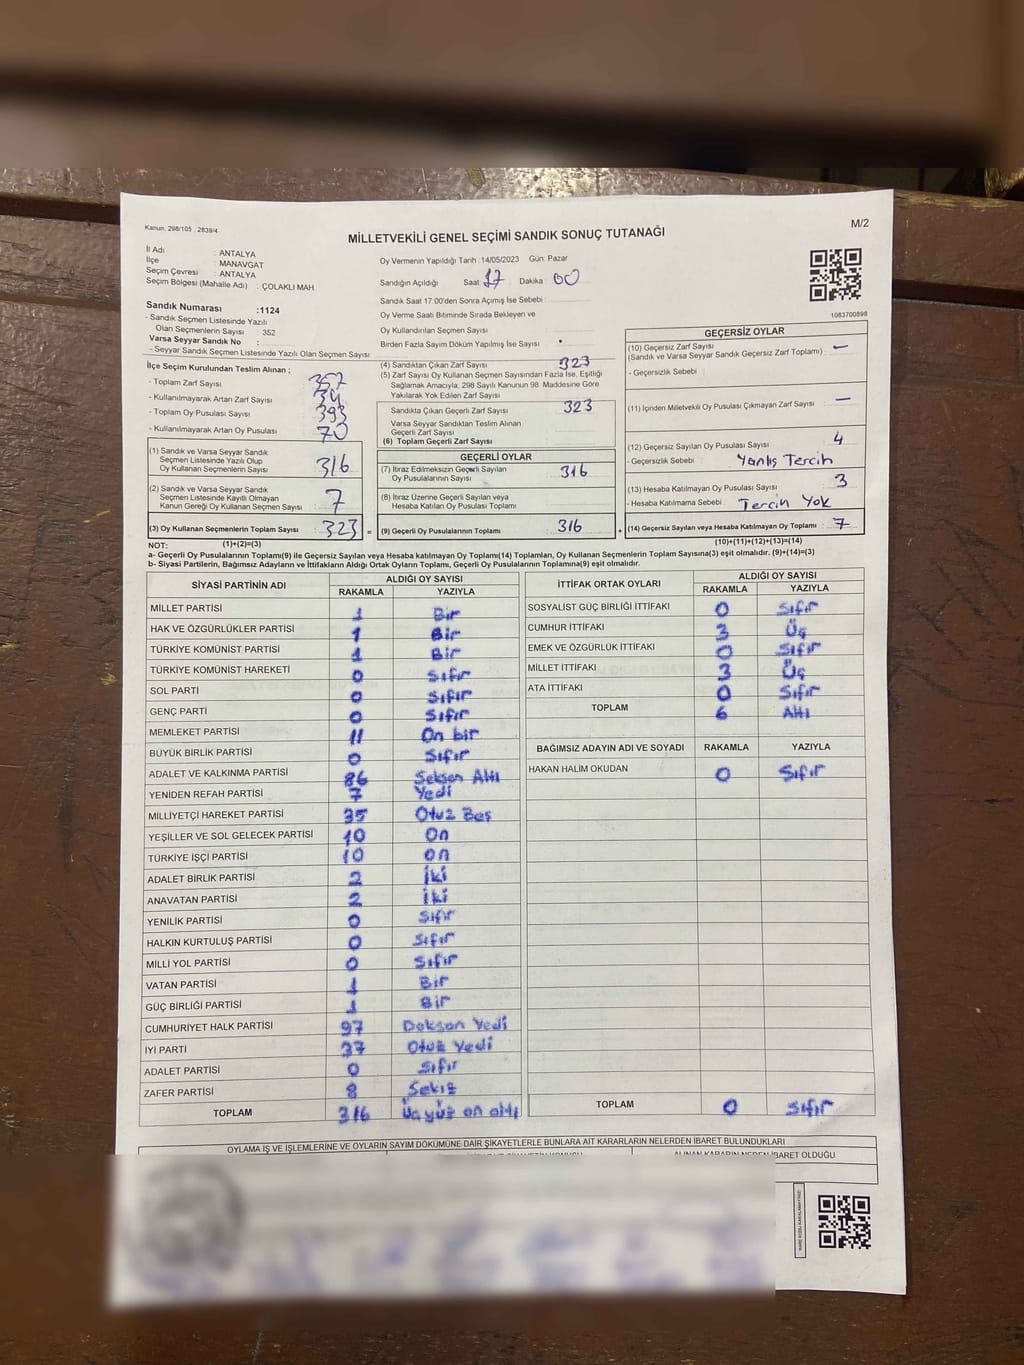 Kanun, 298/105 , 2839/4
M/2
MİLLETVEKİLİ GENEL SEÇİMİ SANDIK SONUÇ TUTANAĞI
İl Adı : ANTALYA
İlçe : MANAVGAT
Seçim Çevresi : ANTALYA
Seçim Bölgesi (Mahalle Adı) : ÇOLAKLI MAH.
Oy Vermenin Yapıldığı Tarih :14/05/2023 Gün: Pazar
Sandığın Açıldığı Saat 17 Dakika 00
Sandık Saat 17:00'den Sonra Açımış İse Sebebi :
Oy Verme Saati Bitiminde Sırada Bekleyen ve
Oy Kullandırılan Seçmen Sayısı :
Birden Fazla Sayım Döküm Yapılmış İse Sayısı :
1083700898
Sandık Numarası :1124
- Sandık Seçmen Listesinde Yazılı
Olan Seçmenlerin Sayısı : 352
Varsa Seyyar Sandık No :
- Seyyar Sandık Seçmen Listesinde Yazılı Olan Seçmen Sayısı
İlçe Seçim Kurulundan Teslim Alınan ;
- Toplam Zarf Sayısı : 357
- Kullanılmayarak Artan Zarf Sayısı : 34
- Toplam Oy Pusulası Sayısı : 393
- Kullanılmayarak Artan Oy Pusulası : 70
(1) Sandık ve Varsa Seyyar Sandık
Seçmen Listesinde Yazılı Olup
Oy Kullanan Seçmenlerin Sayısı : 316
(2) Sandık ve Varsa Seyyar Sandık
Seçmen Listesinde Kayıtlı Olmayan
Kanun Gereği Oy Kullanan Seçmen Sayısı : 7
(3) Oy Kullanan Seçmenlerin Toplam Sayısı : 323 =
(1)+(2)=(3)
(4) Sandıktan Çıkan Zarf Sayısı : 323
(5) Zarf Sayısı Oy Kullanan Seçmen Sayısından Fazla İse, Eşitliği
Sağlamak Amacıyla; 298 Sayılı Kanunun 98. Maddesine Göre
Yakılarak Yok Edilen Zarf Sayısı :
Sandıkta Çıkan Geçerli Zarf Sayısı : 323
Varsa Seyyar Sandıktan Teslim Alınan
Geçerli Zarf Sayısı :
(6) Toplam Geçerli Zarf Sayısı
GEÇERLİ OYLAR
(7) İtiraz Edilmeksizin Geçerli Sayılan
Oy Pusulalarının Sayısı : 316
(8) İtiraz Üzerine Geçerli Sayılan veya
Hesaba Katılan Oy Pusulası Toplamı :
(9) Geçerli Oy Pusulalarının Toplamı : 316 +
GEÇERSİZ OYLAR
(10) Geçersiz Zarf Sayısı : —
(Sandık ve Varsa Seyyar Sandık Geçersiz Zarf Toplamı)
- Geçersizlik Sebebi :
(11) İçinden Milletvekili Oy Pusulası Çıkmayan Zarf Sayısı : —
(12) Geçersiz Sayılan Oy Pusulası Sayısı : 4
- Geçersizlik Sebebi : Yanlış Tercih
(13) Hesaba Katılmayan Oy Pusulası Sayısı : 3
- Hesaba Katılmama Sebebi : Tercih Yok
(14) Geçersiz Sayılan veya Hesaba Katılmayan Oy Toplamı : 7
(10)+(11)+(12)+(13)=(14)
NOT:
a- Geçerli Oy Pusulalarının Toplamı(9) ile Geçersiz Sayılan veya Hesaba katılmayan Oy Toplamı(14) Toplamları, Oy Kullanan Seçmenlerin Toplam Sayısına(3) eşit olmalıdır. (9)+(14)=(3)
b- Siyasi Partilerin, Bağımsız Adayların ve İttifakların Aldığı Ortak Oyların Toplamı, Geçerli Oy Pusulalarının Toplamına(9) eşit olmalıdır.
SİYASİ PARTİNİN ADI ALDIĞI OY SAYISI
RAKAMLA YAZIYLA
MİLLET PARTİSİ 1 Bir
HAK VE ÖZGÜRLÜKLER PARTİSİ 1 Bir
TÜRKİYE KOMÜNİST PARTİSİ 1 Bir
TÜRKİYE KOMÜNİST HAREKETİ 0 Sıfır
SOL PARTİ 0 Sıfır
GENÇ PARTİ 0 Sıfır
MEMLEKET PARTİSİ 11 On bir
BÜYÜK BİRLİK PARTİSİ 0 Sıfır
ADALET VE KALKINMA PARTİSİ 86 Seksen Altı
YENİDEN REFAH PARTİSİ 7 Yedi
MİLLİYETÇİ HAREKET PARTİSİ 35 Otuz Beş
YEŞİLLER VE SOL GELECEK PARTİSİ 10 On
TÜRKİYE İŞÇİ PARTİSİ 10 on
ADALET BİRLİK PARTİSİ 2 İki
ANAVATAN PARTİSİ 2 İki
YENİLİK PARTİSİ 0 Sıfır
HALKIN KURTULUŞ PARTİSİ 0 Sıfır
MİLLİ YOL PARTİSİ 0 Sıfır
VATAN PARTİSİ 1 Bir
GÜÇ BİRLİĞİ PARTİSİ 1 Bir
CUMHURİYET HALK PARTİSİ 97 Doksan Yedi
İYİ PARTİ 37 Otuz Yedi
ADALET PARTİSİ 0 Sıfır
ZAFER PARTİSİ 8 Sekiz
TOPLAM 316 Üçyüz on altı
İTTİFAK ORTAK OYLARI ALDIĞI OY SAYISI
RAKAMLA YAZIYLA
SOSYALİST GÜÇ BİRLİĞİ İTTİFAKI 0 Sıfır
CUMHUR İTTİFAKI 3 Üç
EMEK VE ÖZGÜRLÜK İTTİFAKI 0 Sıfır
MİLLET İTTİFAKI 3 Üç
ATA İTTİFAKI 0 Sıfır
TOPLAM 6 Altı
BAĞIMSIZ ADAYIN ADI VE SOYADI RAKAMLA YAZIYLA
HAKAN HALİM OKUDAN 0 Sıfır
TOPLAM 0 Sıfır
OYLAMA İŞ VE İŞLEMLERİNE VE OYLARIN SAYIM DÖKÜMÜNE DAİR ŞİKAYETLERLE BUNLARA AİT KARARLARIN NELERDEN İBARET BULUNDUKLARI
ALINAN KARARIN NEDEN İBARET OLDUĞU